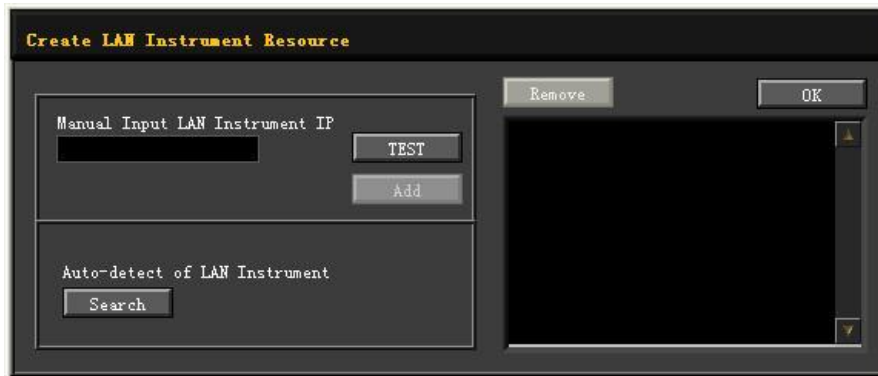 Create LAN Instrument Resource
Remove
OK
Manual Input LAN Instrument IP
TEST
Add
Auto-detect of LAN Instrument
Search